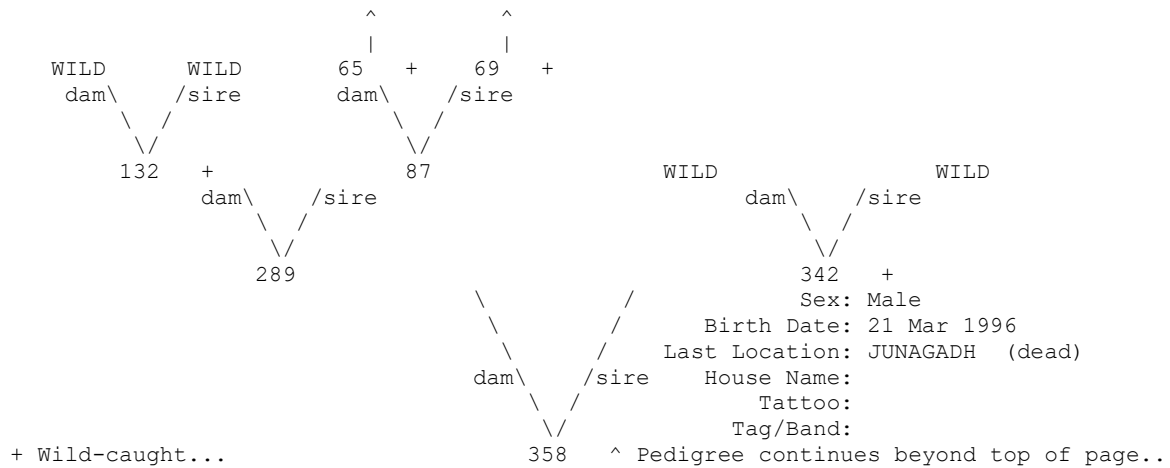 ^ ^
| |
WILD WILD 65 + 69 +
dam\ /sire dam\ /sire
\ / \ /
\/ \/
132 + 87 WILD WILD
dam\ /sire dam\ /sire
\ / \ /
\/ \/
289 342 +
\ / Sex: Male
\ / Birth Date: 21 Mar 1996
\ / Last Location: JUNAGADH (dead)
dam\ /sire House Name:
\ / Tattoo:
\/ Tag/Band:
+ Wild-caught... 358 ^ Pedigree continues beyond top of page..